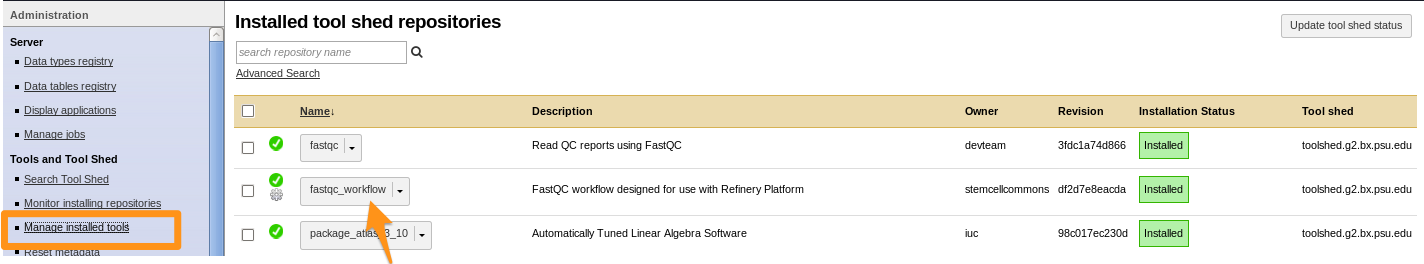 Administration
Server
Data types registry
Data tables registry
Display applications
Manage jobs
Tools and Tool Shed
Search Tool Shed
Monitor installing repositories
Manage installed tools
Reset metadata
Installed tool shed repositories
Update tool shed status
search repository name
Advanced Search
Name↓ Description Owner Revision Installation Status Tool shed
fastqc Read QC reports using FastQC devteam 3fdc1a74d866 Installed toolshed.g2.bx.psu.edu
fastqc_workflow FastQC workflow designed for use with Refinery Platform stemcellcommons df2d7e8eacda Installed toolshed.g2.bx.psu.edu
Automatically Tuned Linear Algebra Software iuc 98c017ec230d Installed toolshed.g2.bx.psu.edu